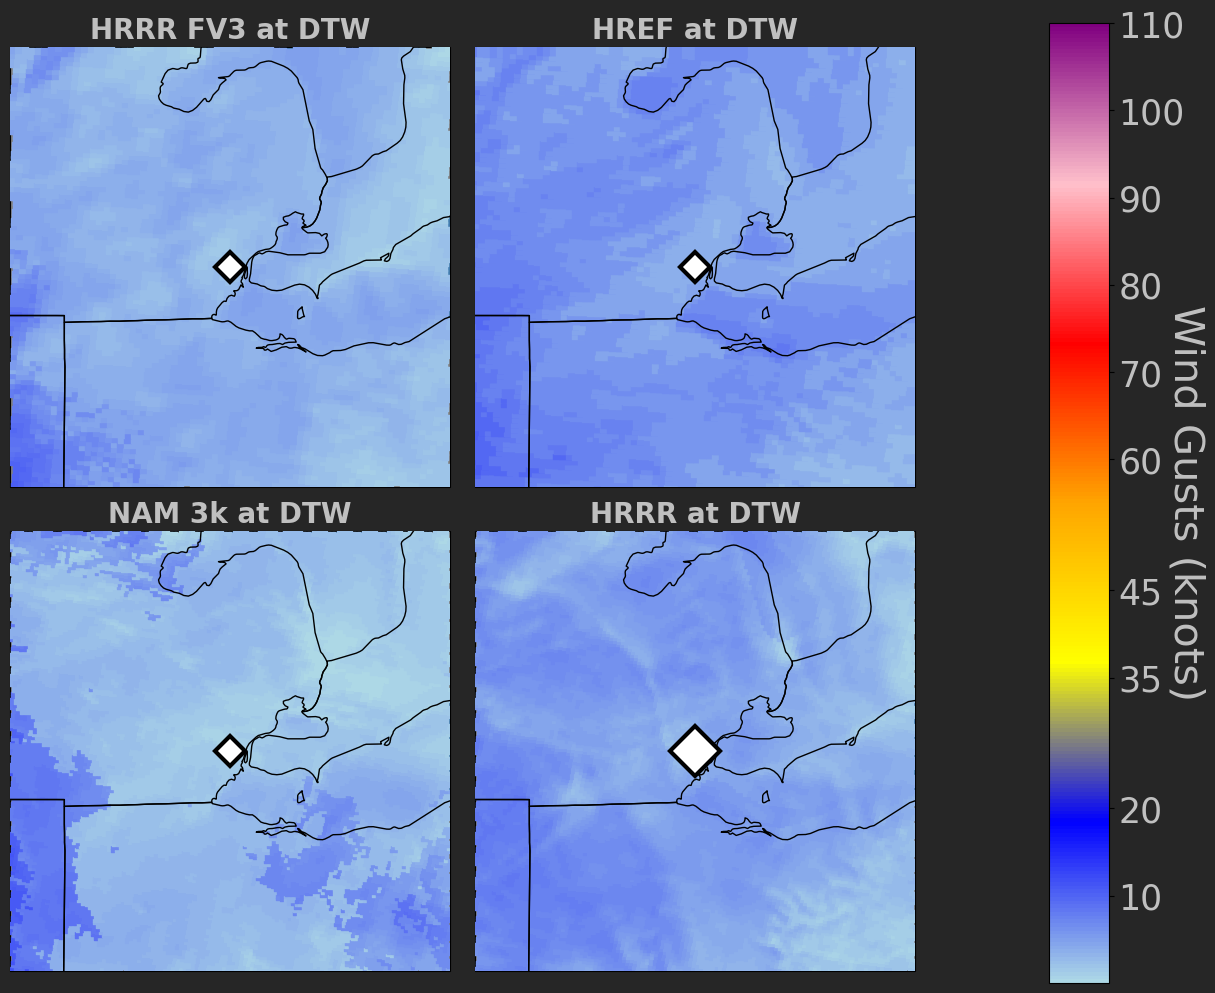 HRRR FV3 at DTW
HREF at DTW
NAM 3k at DTW
HRRR at DTW
110
100
90
80
70
60
45
35
20
10
Wind Gusts (knots)